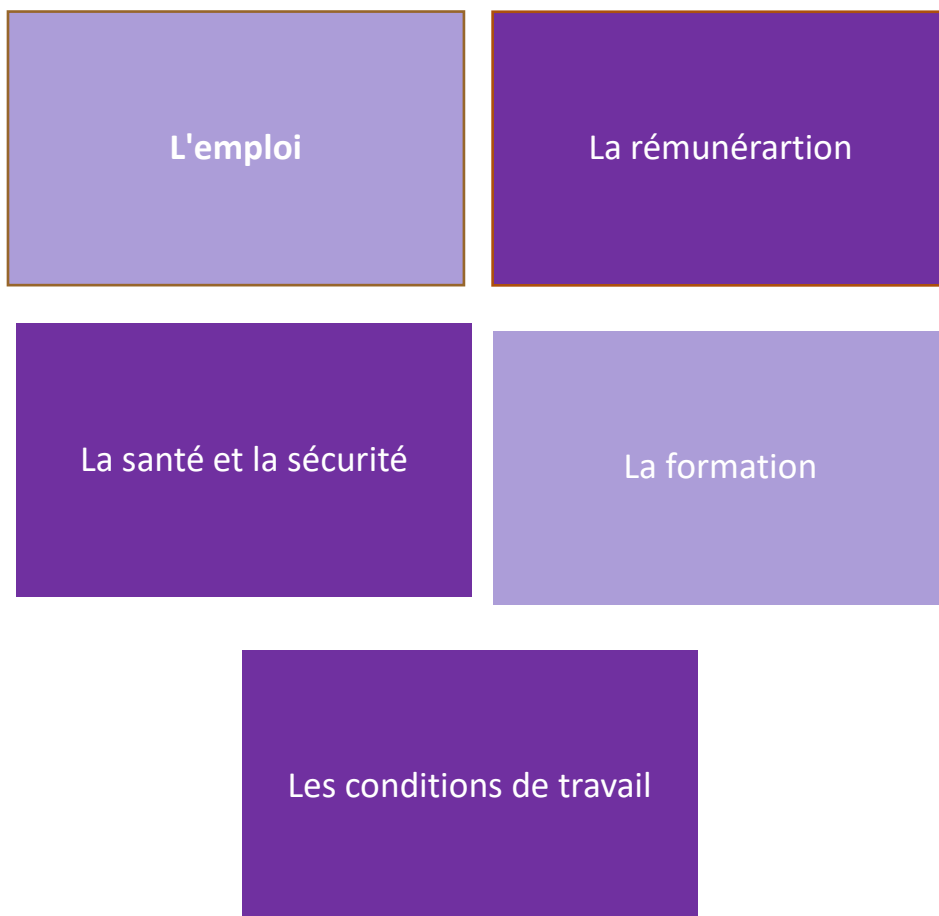 L'emploi
La rémunérartion
La santé et la sécurité
La formation
Les conditions de travail